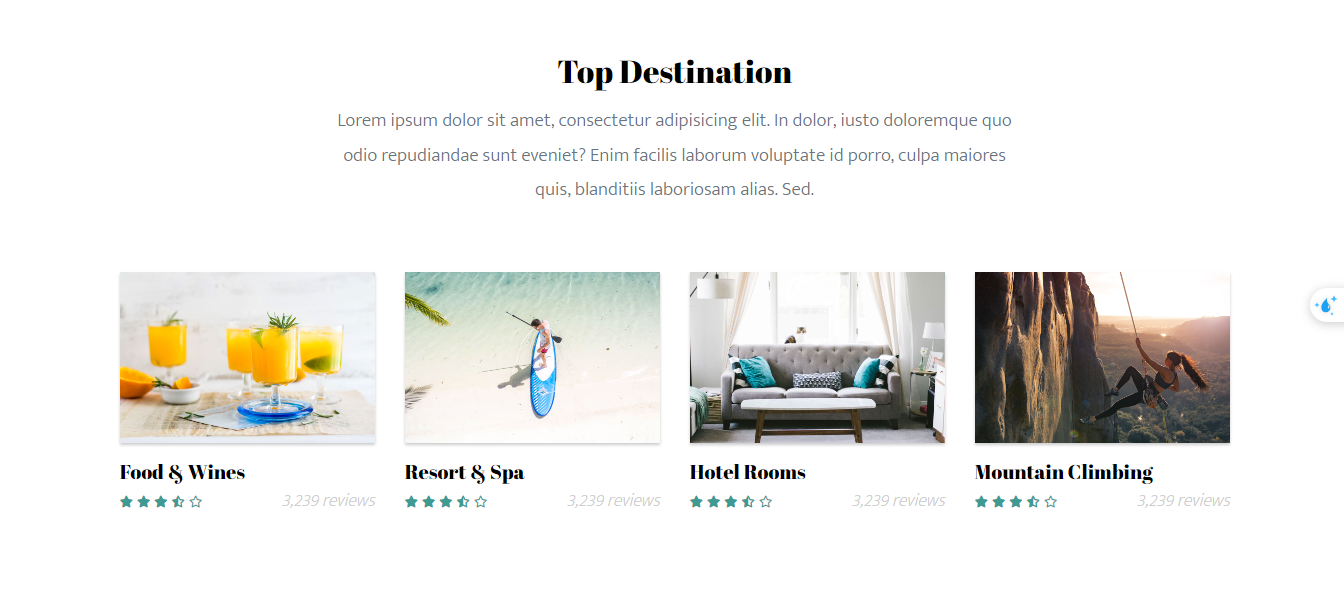 Top Destination
Lorem ipsum dolor sit amet, consectetur adipisicing elit. In dolor, iusto doloremque quo
odio repudiandae sunt eveniet? Enim facilis laborum voluptate id porro, culpa maiores
quis, blanditiis laboriosam alias. Sed.
Food & Wines
3,239 reviews
Resort & Spa
3,239 reviews
Hotel Rooms
3,239 reviews
Mountain Climbing
3,239 reviews